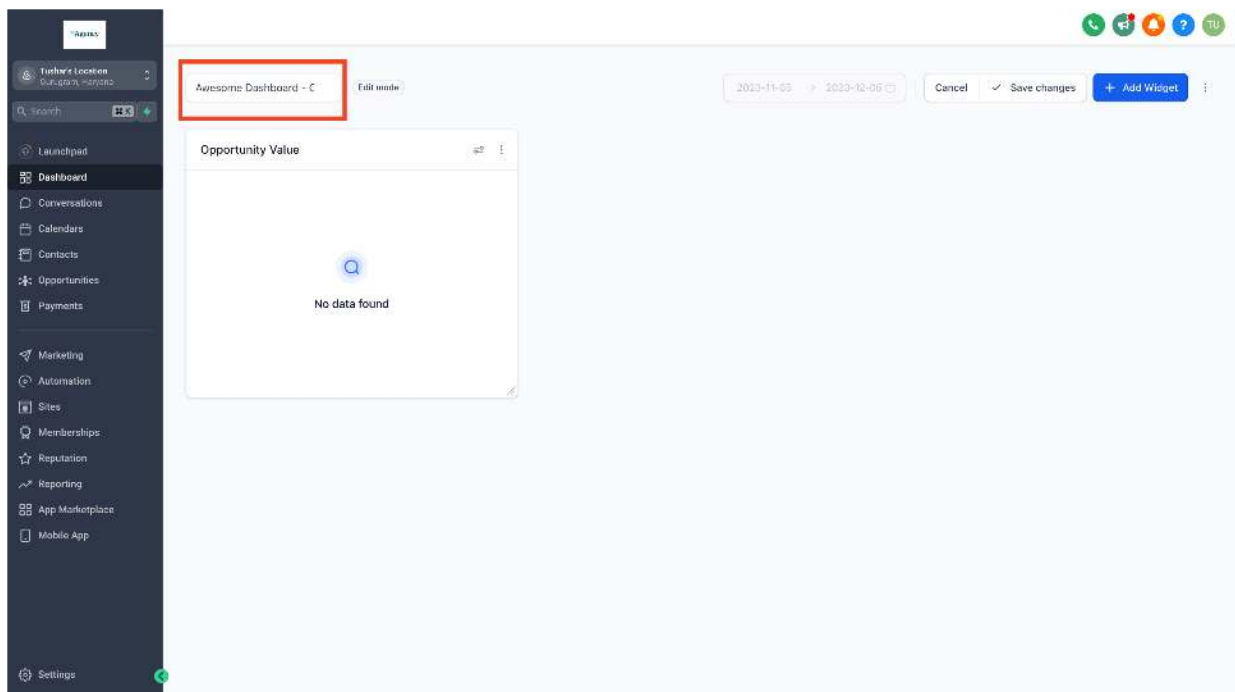 Agency
TU
Tushar's Location
Gurugram, Haryana
Search
⌘ K
Awesome Dashboard - C
Edit mode
2023-11-05
2023-12-06
Cancel
Save changes
+ Add Widget
Launchpad
Dashboard
Conversations
Calendars
Contacts
Opportunities
Payments
Marketing
Automation
Sites
Memberships
Reputation
Reporting
App Marketplace
Mobile App
Settings
Opportunity Value
No data found